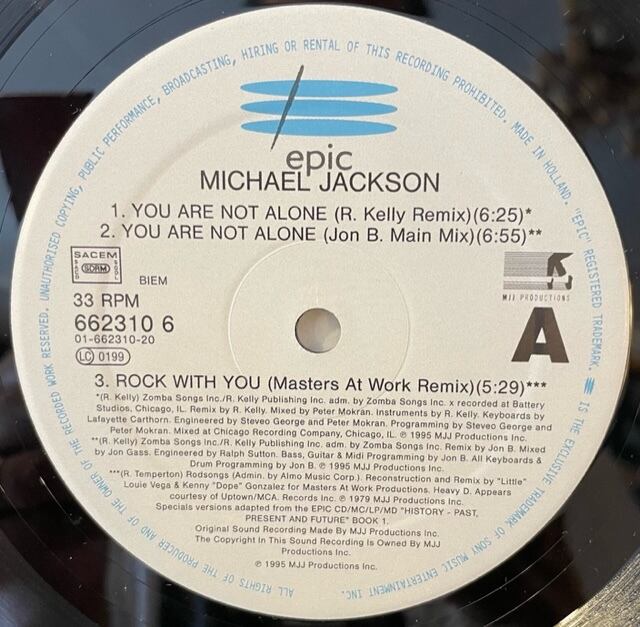 epic
MICHAEL JACKSON
1. YOU ARE NOT ALONE (R. Kelly Remix)(6:25)*
2. YOU ARE NOT ALONE (Jon B. Main Mix)(6:55)**
SACEM
SDRM
BIEM
33 RPM
662310 6
01-662310-20
LC 0199
MJJ PRODUCTIONS
A
3. ROCK WITH YOU (Masters At Work Remix)(5:29)***
*(R. Kelly) Zomba Songs Inc./R. Kelly Publishing Inc. adm. by Zomba Songs Inc. x recorded at Battery
Studios, Chicago, IL. Remix by R. Kelly. Mixed by Peter Mokran. Instruments by R. Kelly. Keyboards by
Lafayette Carthorn. Engineered by Steveo George and Peter Mokran. Programming by Steveo George and
Peter Mokran. Mixed at Chicago Recording Company, Chicago, IL. ℗ 1995 MJJ Productions Inc.
**(R. Kelly) Zomba Songs Inc./R. Kelly Publishing Inc. adm. by Zomba Songs Inc. Remix by Jon B. Mixed
by Jon Gass. Engineered by Ralph Sutton. Bass, Guitar & Midi Programming by Jon B. All Keyboards &
Drum Programming by Jon B. ℗ 1995 MJJ Productions Inc.
***(R. Temperton) Rodsongs (Admin. by Almo Music Corp.). Reconstruction and Remix by "Little"
Louie Vega & Kenny "Dope" Gonzalez for Masters At Work Productions. Heavy D. Appears
courtesy of Uptown/MCA. Records Inc. ℗ 1979 MJJ Productions Inc.
Specials versions adapted from the EPIC CD/MC/LP/MD "HISTORY - PAST,
PRESENT AND FUTURE" BOOK 1.
Original Sound Recording Made By MJJ Productions Inc.
The Copyright In This Sound Recording Is Owned By MJJ
Productions Inc.
℗ 1995 MJJ Productions Inc.
ALL RIGHTS OF THE PRODUCER AND OF THE OWNER OF THE RECORDED WORK RESERVED. UNAUTHORISED COPYING, PUBLIC PERFORMANCE, BROADCASTING, HIRING OR RENTAL OF THIS RECORDING PROHIBITED. MADE IN HOLLAND. "EPIC" REGISTERED TRADEMARK. IS THE EXCLUSIVE TRADEMARK OF SONY MUSIC ENTERTAINMENT INC.